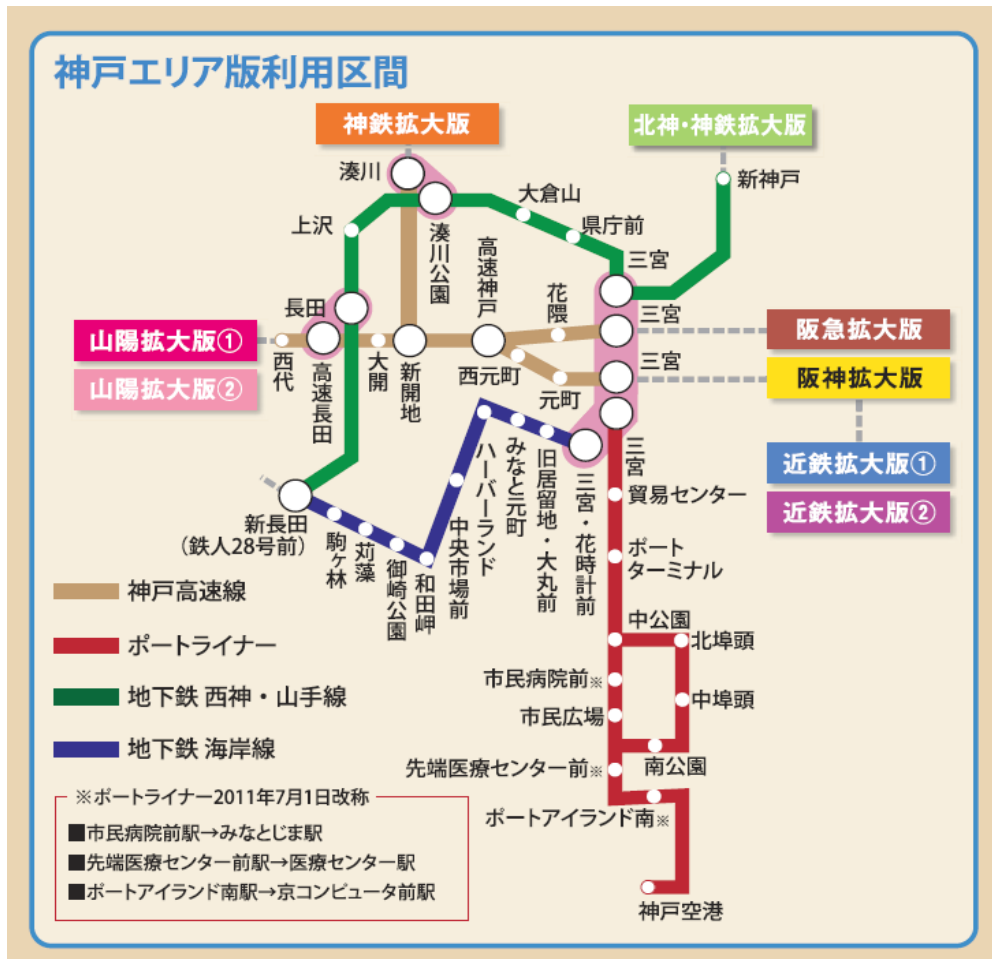 神戸エリア版利用区間
神鉄拡大版
北神・神鉄拡大版
湊川
新神戸
大倉山
上沢
県庁前
湊川公園
高速神戸
三宮
花隈
三宮
長田
山陽拡大版①
阪急拡大版
西代
高速長田
大開
新開地
西元町
三宮
山陽拡大版②
阪神拡大版
元町
ハーバーランド
みなと元町
旧居留地・大丸前
三宮・花時計前
三宮
近鉄拡大版①
近鉄拡大版②
貿易センター
新長田
(鉄人28号前)
駒ヶ林
苅藻
御崎公園
和田岬
中央市場前
ポート
ターミナル
神戸高速線
中公園
北埠頭
ポートライナー
市民病院前※
中埠頭
地下鉄 西神・山手線
市民広場
地下鉄 海岸線
先端医療センター前※
南公園
※ポートライナー2011年7月1日改称
ポートアイランド南※
■市民病院前駅→みなとじま駅
■先端医療センター前駅→医療センター駅
■ポートアイランド南駅→京コンピュータ前駅
神戸空港